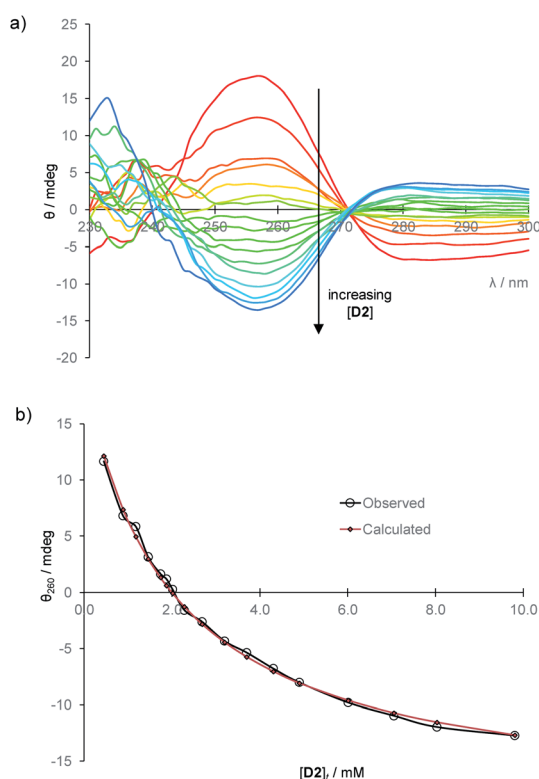 a)
25
20
15
10
5
0
-5
-10
-15
-20
θ / mdeg
230 240 250 260 270 280 290 300
λ / nm
increasing
[D2]
b)
15
10
5
0
-5
-10
-15
θ260 / mdeg
0.0 2.0 4.0 6.0 8.0 10.0
Observed
Calculated
[D2]t / mM